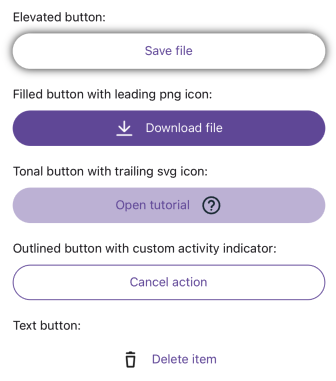 Elevated button:
Save file
Filled button with leading png icon:
Download file
Tonal button with trailing svg icon:
Open tutorial
Outlined button with custom activity indicator:
Cancel action
Text button:
Delete item